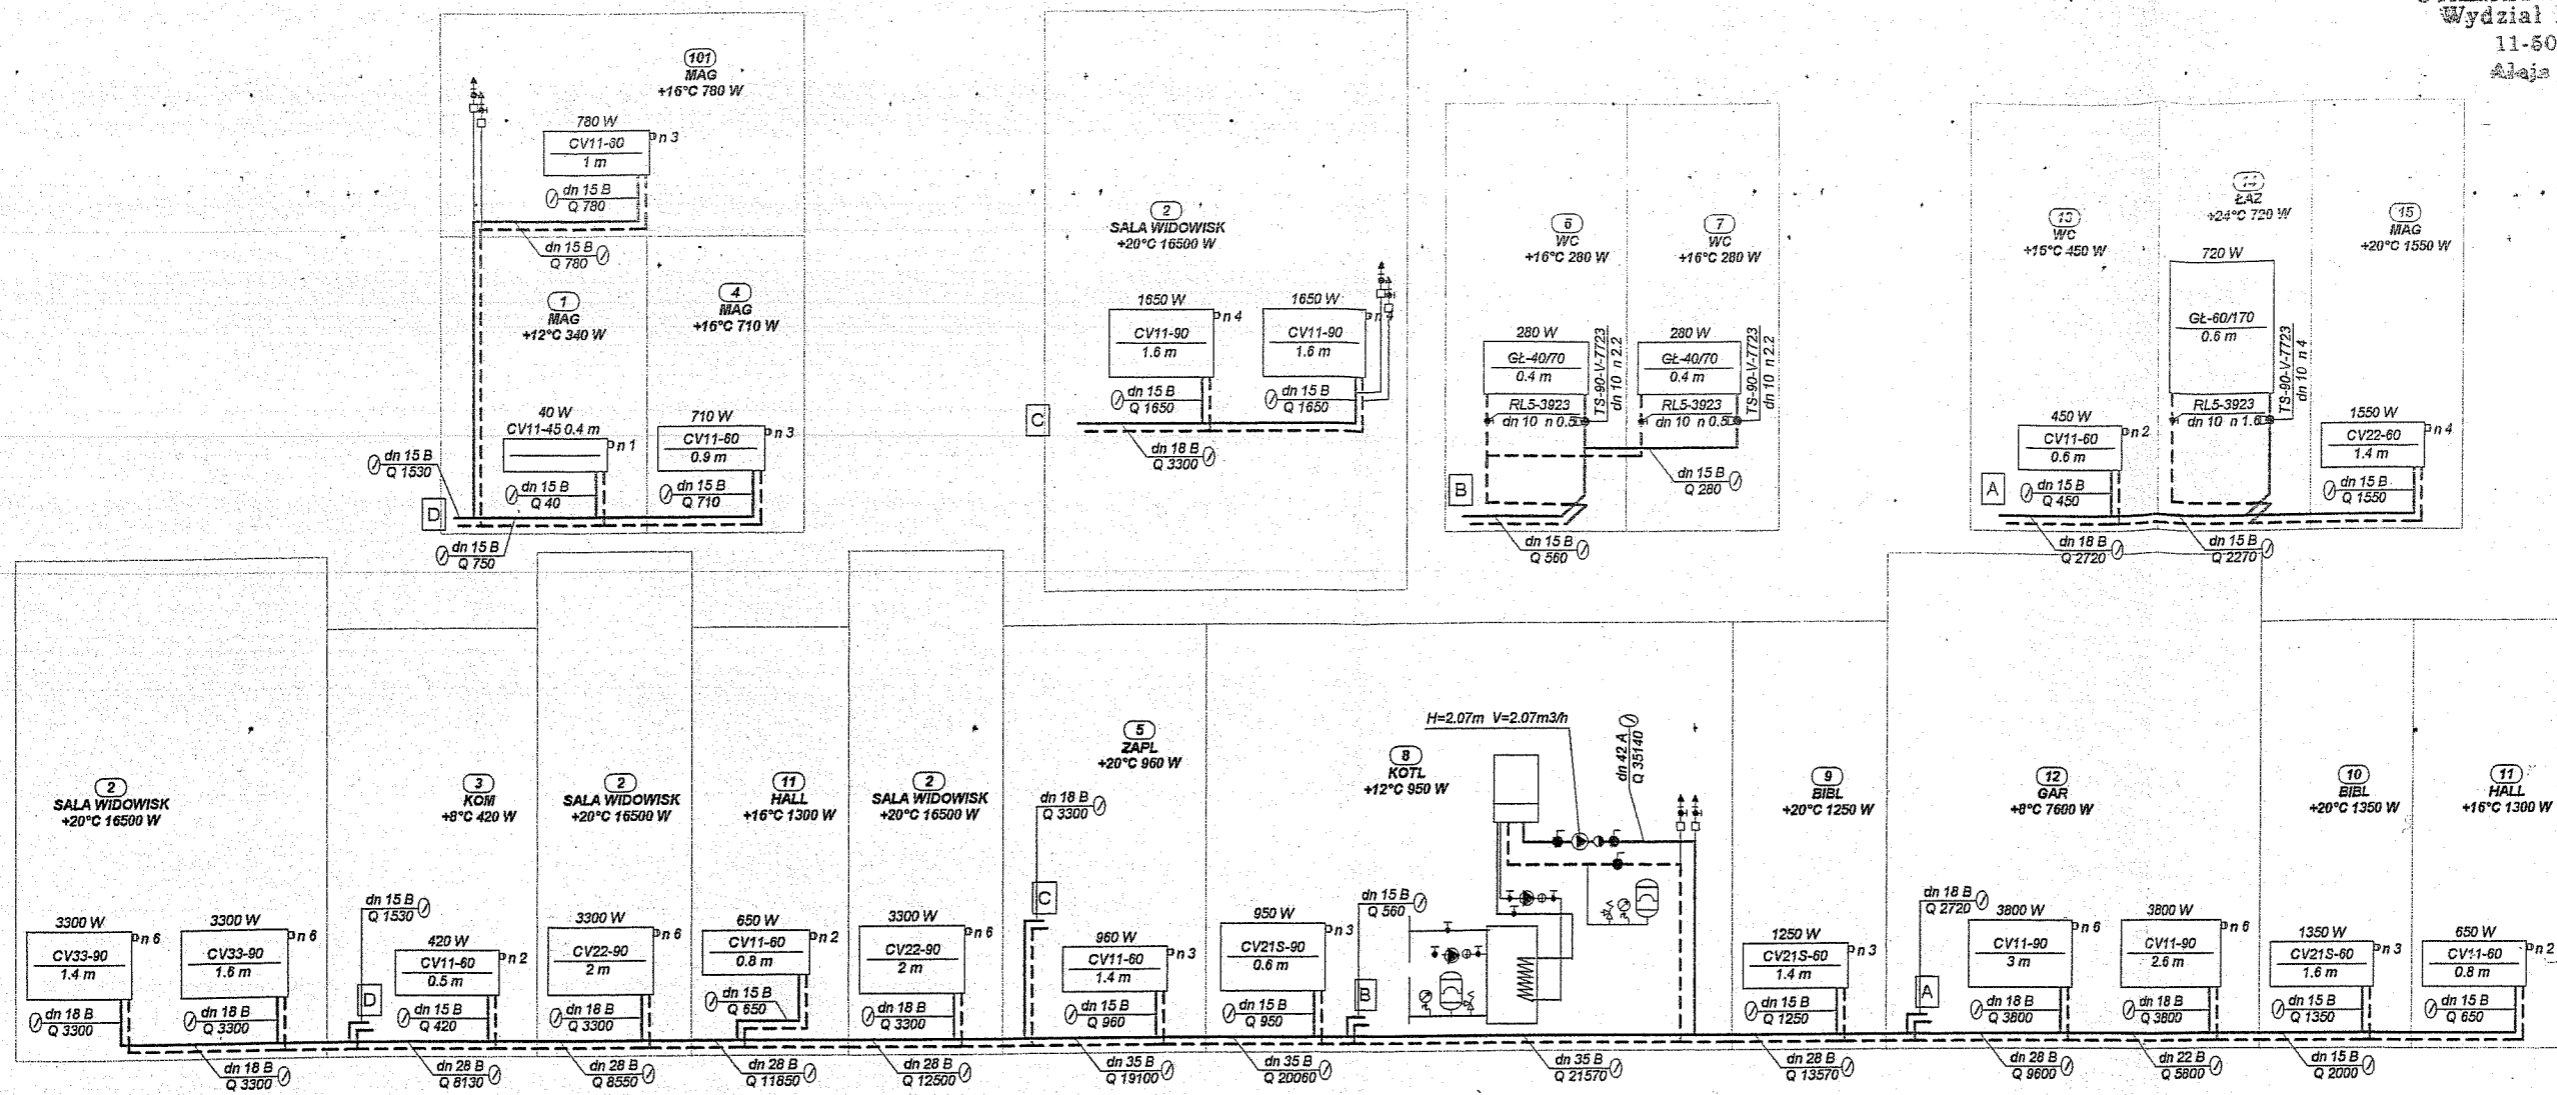 Wydział
11-50
Aleja
101
MAG
+16°C 780 W
780 W
CV11-60
1 m
n 3
dn 15 B
Q 780
dn 15 B
Q 780
1
MAG
+12°C 340 W
4
MAG
+16°C 710 W
40 W
CV11-45 0.4 m
n 1
710 W
CV11-60
0.9 m
n 3
dn 15 B
Q 1530
dn 15 B
Q 40
dn 15 B
Q 710
D
dn 15 B
Q 750
2
SALA WIDOWISK
+20°C 16500 W
1650 W
CV11-90
1.6 m
n 4
1650 W
CV11-90
1.6 m
n 4
dn 15 B
Q 1650
dn 15 B
Q 1650
C
dn 18 B
Q 3300
6
WC
+16°C 280 W
7
WC
+16°C 280 W
280 W
GŁ-40/70
0.4 m
RL5-3923
dn 10 n 0.5
TS-90-V-7723
dn 10 n 2.2
280 W
GŁ-40/70
0.4 m
RL5-3923
dn 10 n 0.5
TS-90-V-7723
dn 10 n 2.2
B
dn 15 B
Q 280
dn 15 B
Q 560
13
WC
+16°C 450 W
14
ŁAZ
+24°C 720 W
15
MAG
+20°C 1550 W
720 W
GŁ-60/170
0.6 m
RL5-3923
dn 10 n 1.6
TS-90-V-7723
dn 10 n 4
450 W
CV11-60
0.6 m
n 2
1550 W
CV22-60
1.4 m
n 4
A
dn 15 B
Q 450
dn 15 B
Q 1550
dn 18 B
Q 2720
dn 15 B
Q 2270
2
SALA WIDOWISK
+20°C 16500 W
3300 W
CV33-90
1.4 m
n 6
dn 18 B
Q 3300
3300 W
CV33-90
1.6 m
n 6
dn 18 B
Q 3300
dn 18 B
Q 3300
3
KOM
+8°C 420 W
dn 15 B
Q 1530
D
420 W
CV11-60
0.5 m
n 2
dn 15 B
Q 420
dn 28 B
Q 8130
2
SALA WIDOWISK
+20°C 16500 W
3300 W
CV22-90
2 m
n 6
dn 18 B
Q 3300
dn 28 B
Q 8550
11
HALL
+16°C 1300 W
650 W
CV11-60
0.8 m
n 2
dn 15 B
Q 650
dn 28 B
Q 11850
2
SALA WIDOWISK
+20°C 16500 W
3300 W
CV22-90
2 m
n 6
dn 18 B
Q 3300
dn 28 B
Q 12500
5
ZAPL
+20°C 960 W
dn 18 B
Q 3300
C
960 W
CV11-60
1.4 m
n 3
dn 15 B
Q 960
dn 35 B
Q 19100
8
KOTL
+12°C 950 W
H=2.07m V=2.07m3/h
dn 42 A
Q 35140
950 W
CV21S-90
0.6 m
n 3
dn 15 B
Q 950
dn 15 B
Q 560
B
dn 35 B
Q 20060
dn 35 B
Q 21570
9
BIBL
+20°C 1250 W
1250 W
CV21S-60
1.4 m
n 3
dn 15 B
Q 1250
dn 28 B
Q 13570
12
GAR
+8°C 7600 W
dn 18 B
Q 2720
A
3800 W
CV11-90
3 m
n 6
dn 18 B
Q 3800
3800 W
CV11-90
2.6 m
n 6
dn 18 B
Q 3800
dn 28 B
Q 9600
dn 22 B
Q 5800
10
BIBL
+20°C 1350 W
1350 W
CV21S-60
1.6 m
n 3
dn 15 B
Q 1350
dn 15 B
Q 2000
11
HALL
+16°C 1300 W
650 W
CV11-60
0.8 m
n 2
dn 15 B
Q 650